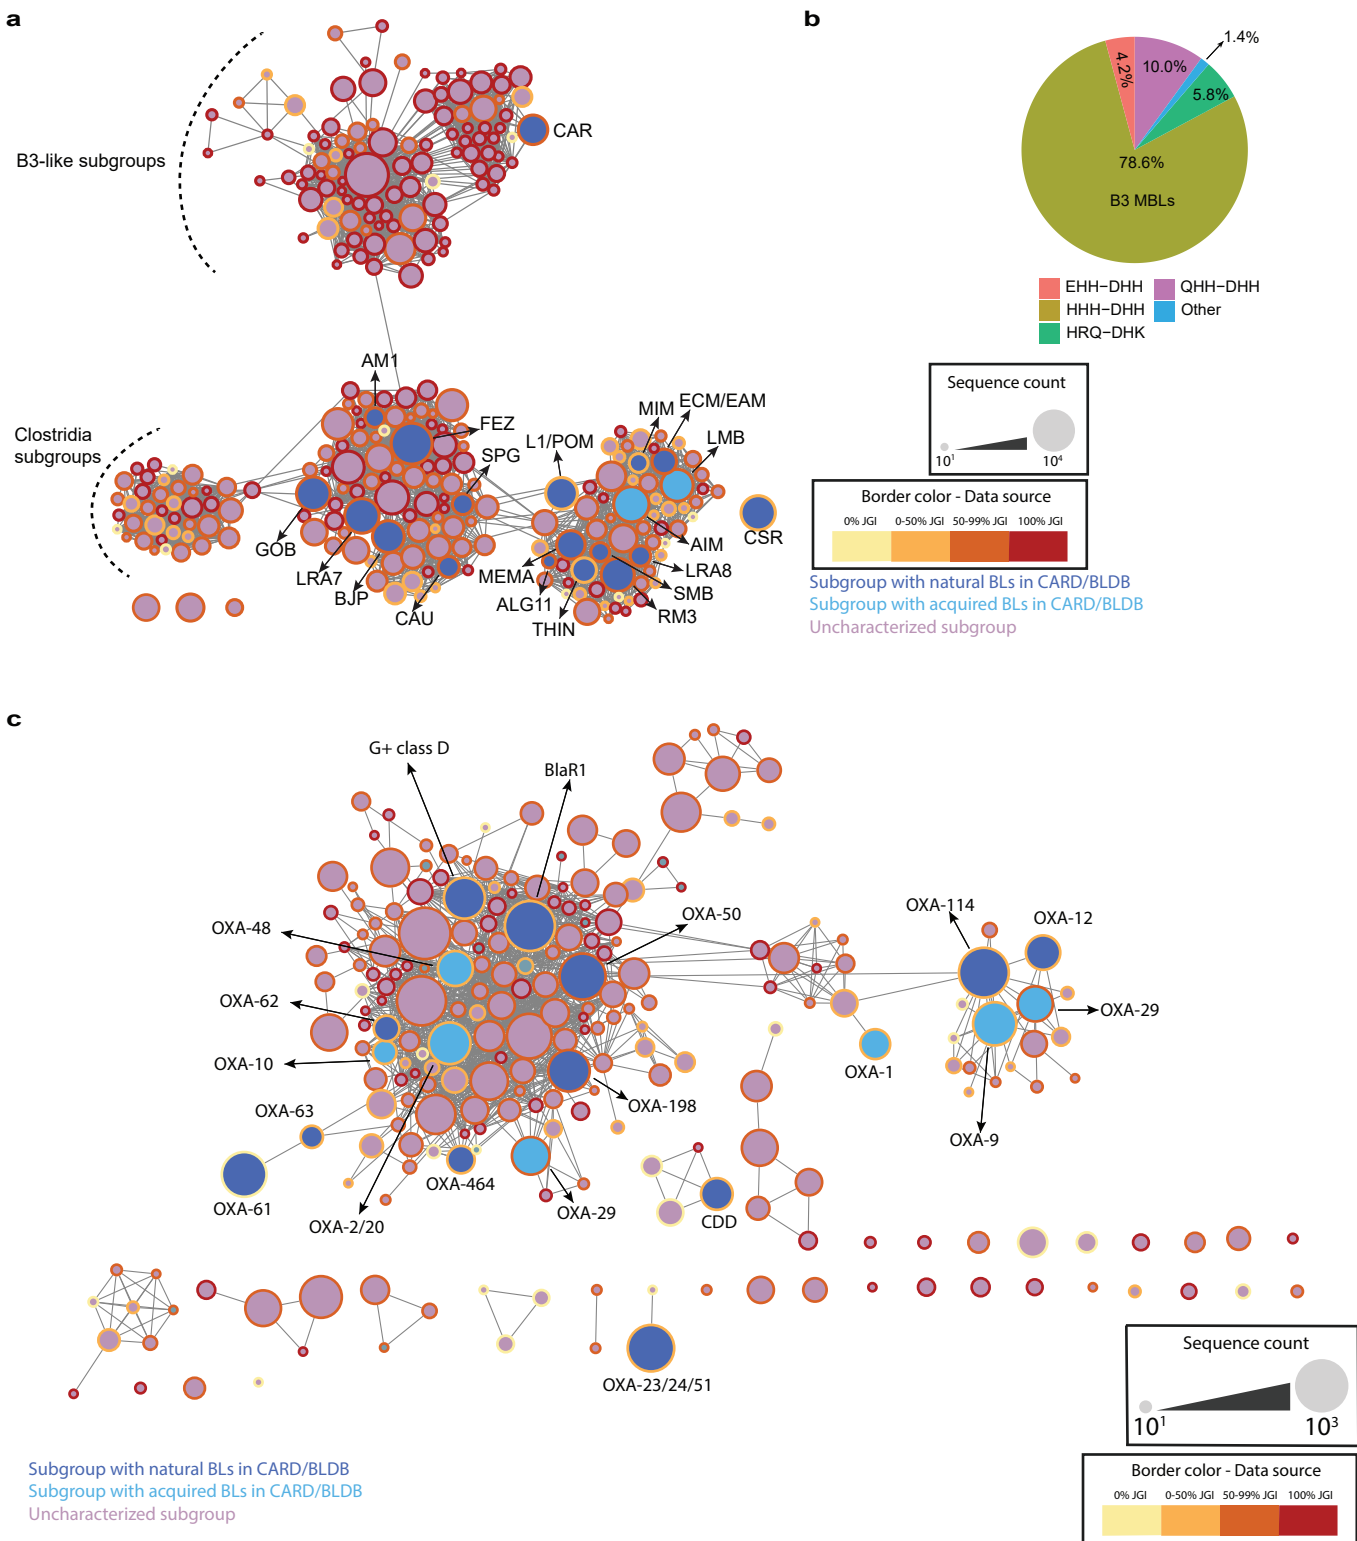 a
B3-like subgroups
CAR
Clostridia
subgroups
AM1
FEZ
SPG
GOB
LRA7
BJP
CAU
L1/POM
MIM
ECM/EAM
LMB
CSR
AIM
LRA8
SMB
RM3
MEMA
ALG11
THIN
b
4.2%
10.0%
1.4%
5.8%
78.6%
B3 MBLs
EHH−DHH
QHH−DHH
HHH−DHH
Other
HRQ−DHK
Sequence count
10¹
10⁴
Border color - Data source
0% JGI 0-50% JGI 50-99% JGI 100% JGI
Subgroup with natural BLs in CARD/BLDB
Subgroup with acquired BLs in CARD/BLDB
Uncharacterized subgroup
c
G+ class D
BlaR1
OXA-48
OXA-50
OXA-62
OXA-10
OXA-63
OXA-61
OXA-2/20
OXA-464
OXA-29
OXA-198
CDD
OXA-1
OXA-114
OXA-12
OXA-29
OXA-9
OXA-23/24/51
Sequence count
10¹
10³
Border color - Data source
0% JGI 0-50% JGI 50-99% JGI 100% JGI
Subgroup with natural BLs in CARD/BLDB
Subgroup with acquired BLs in CARD/BLDB
Uncharacterized subgroup